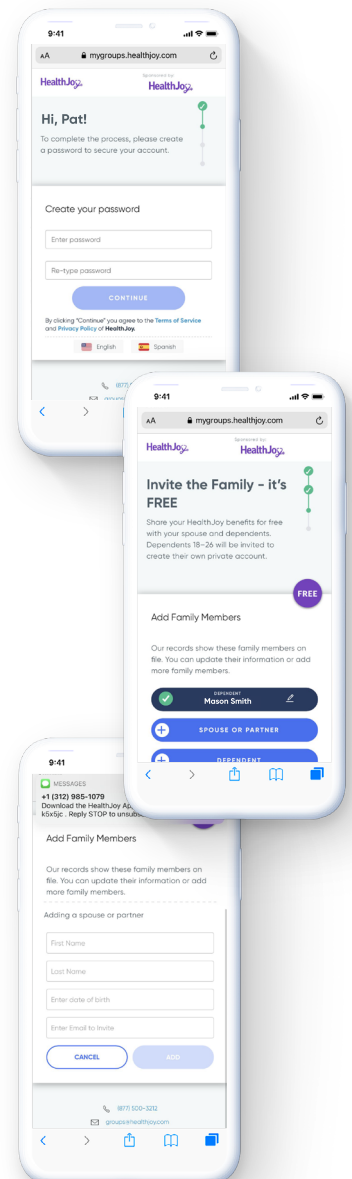 9:41
AA mygroups.healthjoy.com
HealthJoy
Sponsored by:
HealthJoy
Hi, Pat!
To complete the process, please create
a password to secure your account.
Create your password
Enter password
Re-type password
CONTINUE
By clicking "Continue" you agree to the Terms of Service
and Privacy Policy of HealthJoy.
English Spanish
(877)
9:41
AA mygroups.healthjoy.com
HealthJoy
Sponsored by:
HealthJoy
Invite the Family - it's
FREE
Share your HealthJoy benefits for free
with your spouse and dependents.
Dependents 18–26 will be invited to
create their own private account.
FREE
Add Family Members
Our records show these family members on
file. You can update their information or add
more family members.
DEPENDENT
Mason Smith
SPOUSE OR PARTNER
DEPENDENT
9:41
MESSAGES
+1 (312) 985-1079
Download the HealthJoy
k5x5jc . Reply STOP to
Add Family Members
Our records show these family members on
file. You can update their information or add
more family members.
Adding a spouse or partner
First Name
Last Name
Enter date of birth
Enter Email to Invite
CANCEL ADD
(877) 500-3212
groups@healthjoy.com